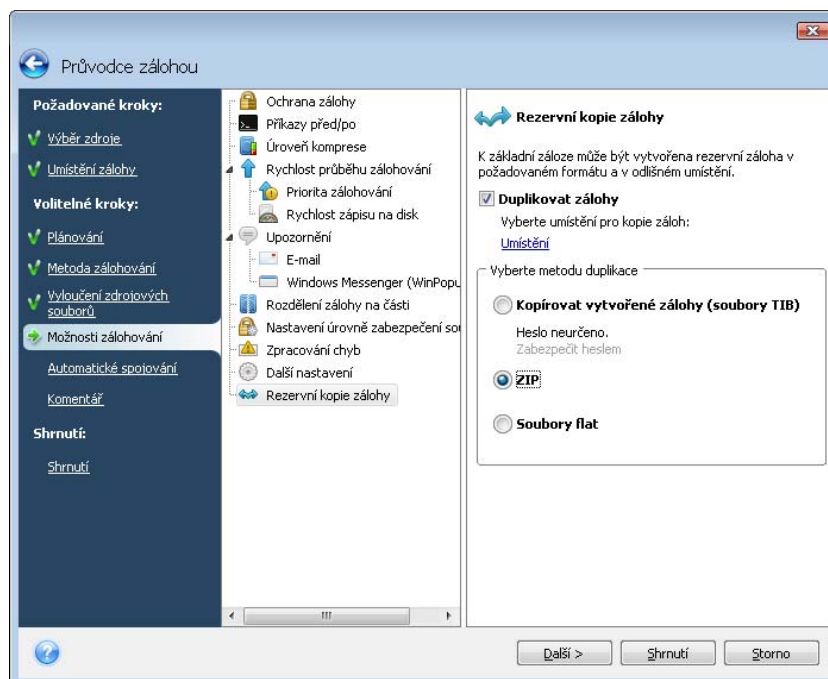 Průvodce zálohou
Požadované kroky:
Výběr zdroje
Umístění zálohy
Volitelné kroky:
Plánování
Metoda zálohování
Vyloučení zdrojových
souborů
Možnosti zálohování
Automatické spojování
Komentář
Shrnutí:
Shrnutí
Ochrana zálohy
Příkazy před/po
Úroveň komprese
Rychlost průběhu zálohování
Priorita zálohování
Rychlost zápisu na disk
Upozornění
E-mail
Windows Messenger (WinPopu
Rozdělení zálohy na části
Nastavení úrovně zabezpečení sou
Zpracování chyb
Další nastavení
Rezervní kopie zálohy
Rezervní kopie zálohy
K základní záloze může být vytvořena rezervní záloha v
požadovaném formátu a v odlišném umístění.
Duplikovat zálohy
Vyberte umístění pro kopie záloh:
Umístění
Vyberte metodu duplikace
Kopírovat vytvořené zálohy (soubory TIB)
Heslo neurčeno.
Zabezpečit heslem
ZIP
Soubory flat
Další >
Shrnutí
Storno